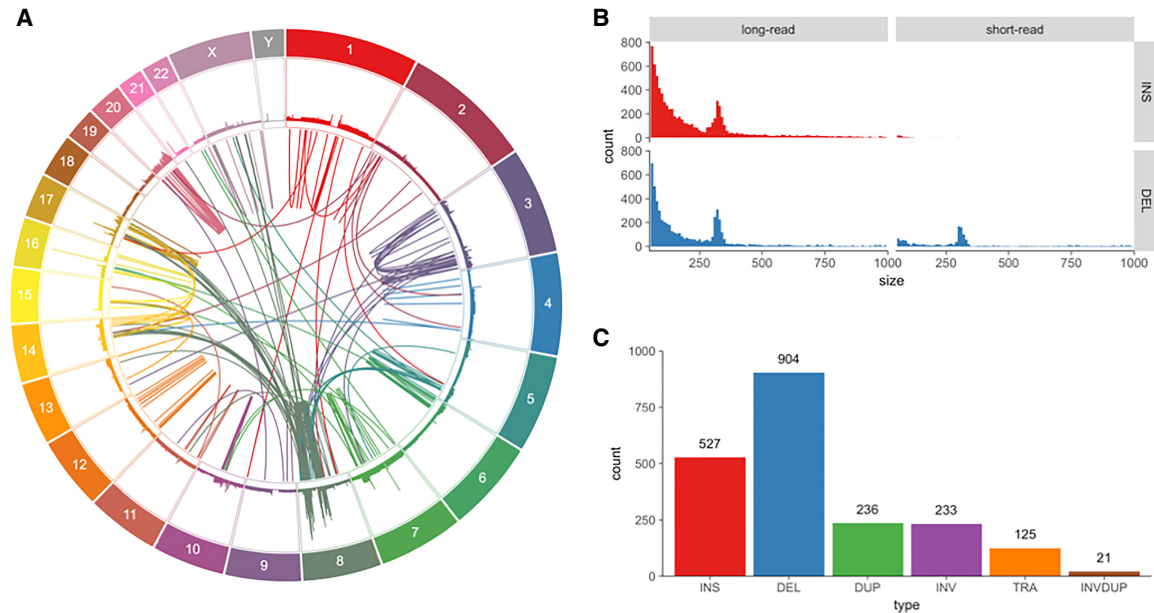 A
1
2
3
4
5
6
7
8
9
10
11
12
13
14
15
16
17
18
19
20
21
22
X
Y
B
long-read short-read
800
600
400
200
0
INS
count
800
600
400
200
0
DEL
250 500 750 1000 250 500 750 1000
size
C
1000
750
500
250
0
count
527 904 236 233 125 21
INS DEL DUP INV TRA INVDUP
type